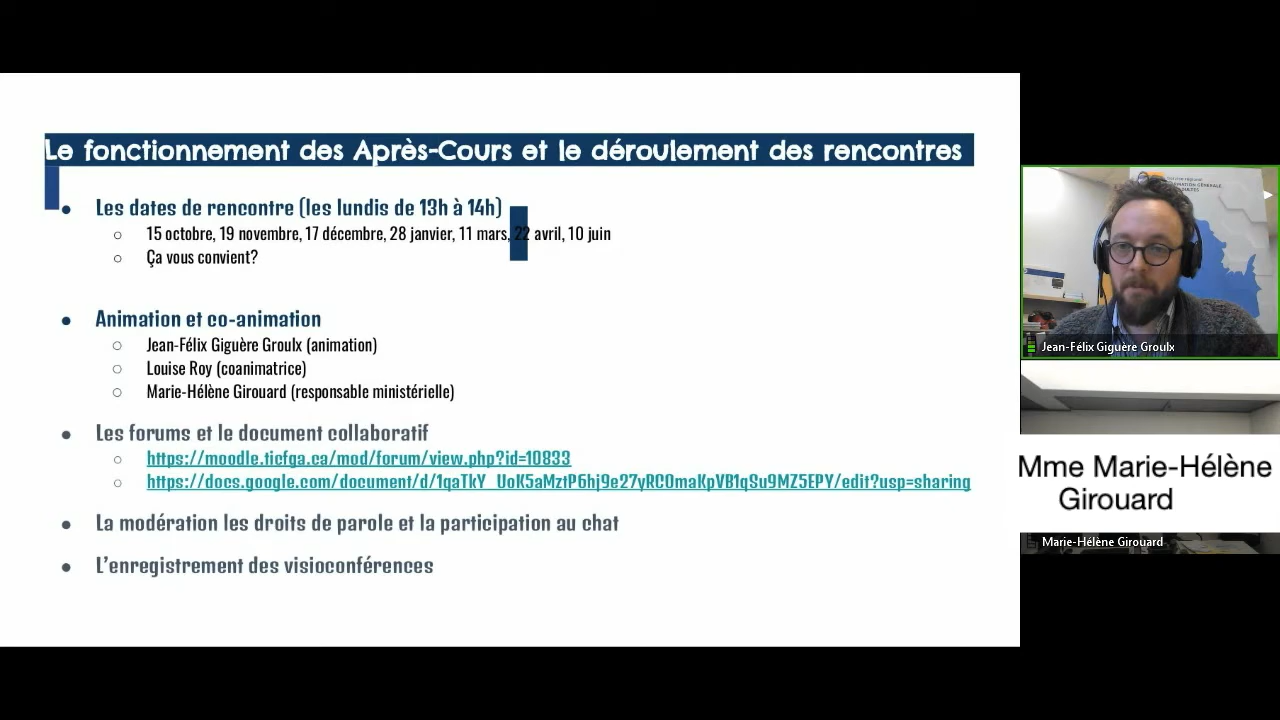 Le fonctionnement des Après-Cours et le déroulement des rencontres
Les dates de rencontre (les lundis de 13h à 14h)
15 octobre, 19 novembre, 17 décembre, 28 janvier, 11 mars, 22 avril, 10 juin
Ça vous convient?
Animation et co-animation
Jean-Félix Giguère Groulx (animation)
Louise Roy (coanimatrice)
Marie-Hélène Girouard (responsable ministérielle)
Les forums et le document collaboratif
https://moodle.ticfga.ca/mod/forum/view.php?id=10833
https://docs.google.com/document/d/1qaTkY_UoK5aMztP6hj9e27yRCOmaKpVB1qSu9MZ5EPY/edit?usp=sharing
La modération les droits de parole et la participation au chat
L'enregistrement des visioconférences
Jean-Félix Giguère Groulx
Mme Marie-Hélène
Girouard
Marie-Hélène Girouard